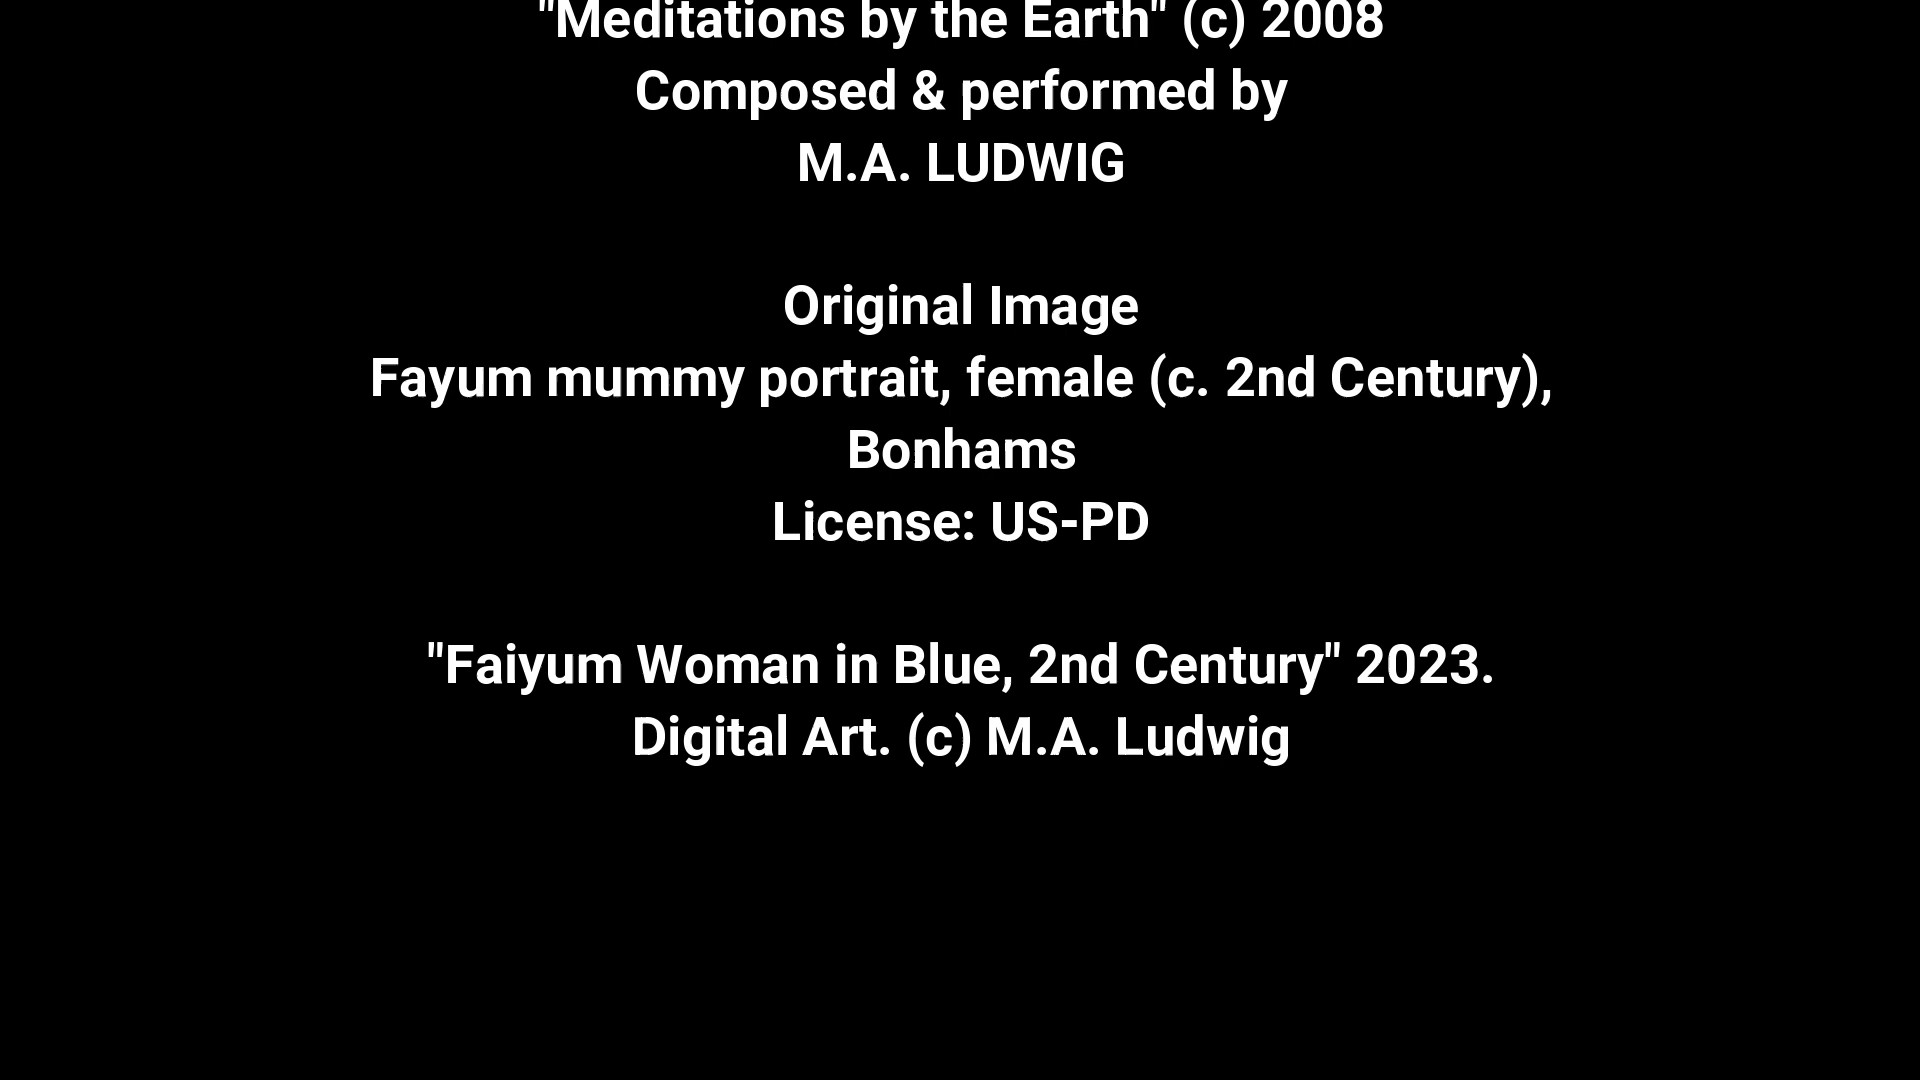 "Meditations by the Earth" (c) 2008
Composed & performed by
M.A. LUDWIG
Original Image
Fayum mummy portrait, female (c. 2nd Century),
Bonhams
License: US-PD
"Faiyum Woman in Blue, 2nd Century" 2023.
Digital Art. (c) M.A. Ludwig